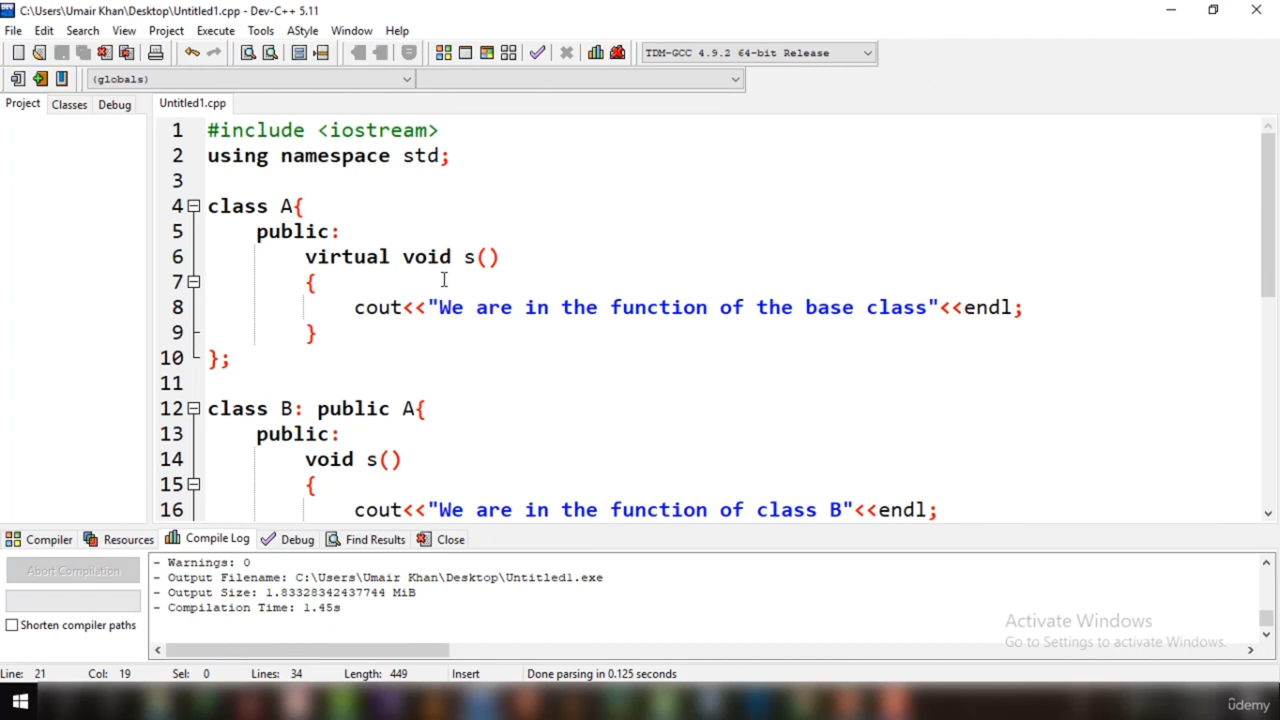 C:\Users\Umair Khan\Desktop\Untitled1.cpp - Dev-C++ 5.11
File Edit Search View Project Execute Tools AStyle Window Help
TDM-GCC 4.9.2 64-bit Release
(globals)
Project Classes Debug Untitled1.cpp
1 #include <iostream>
2 using namespace std;
3
4 class A{
5 public:
6 virtual void s()
7 {
8 cout<<"We are in the function of the base class"<<endl;
9 }
10 };
11
12 class B: public A{
13 public:
14 void s()
15 {
16 cout<<"We are in the function of class B"<<endl;
Compiler Resources Compile Log Debug Find Results Close
Abort Compilation
Shorten compiler paths
- Warnings: 0
- Output Filename: C:\Users\Umair Khan\Desktop\Untitled1.exe
- Output Size: 1.83328342437744 MiB
- Compilation Time: 1.45s
Activate Windows
Go to Settings to activate Windows.
Line: 21 Col: 19 Sel: 0 Lines: 34 Length: 449 Insert Done parsing in 0.125 seconds
ûdemy